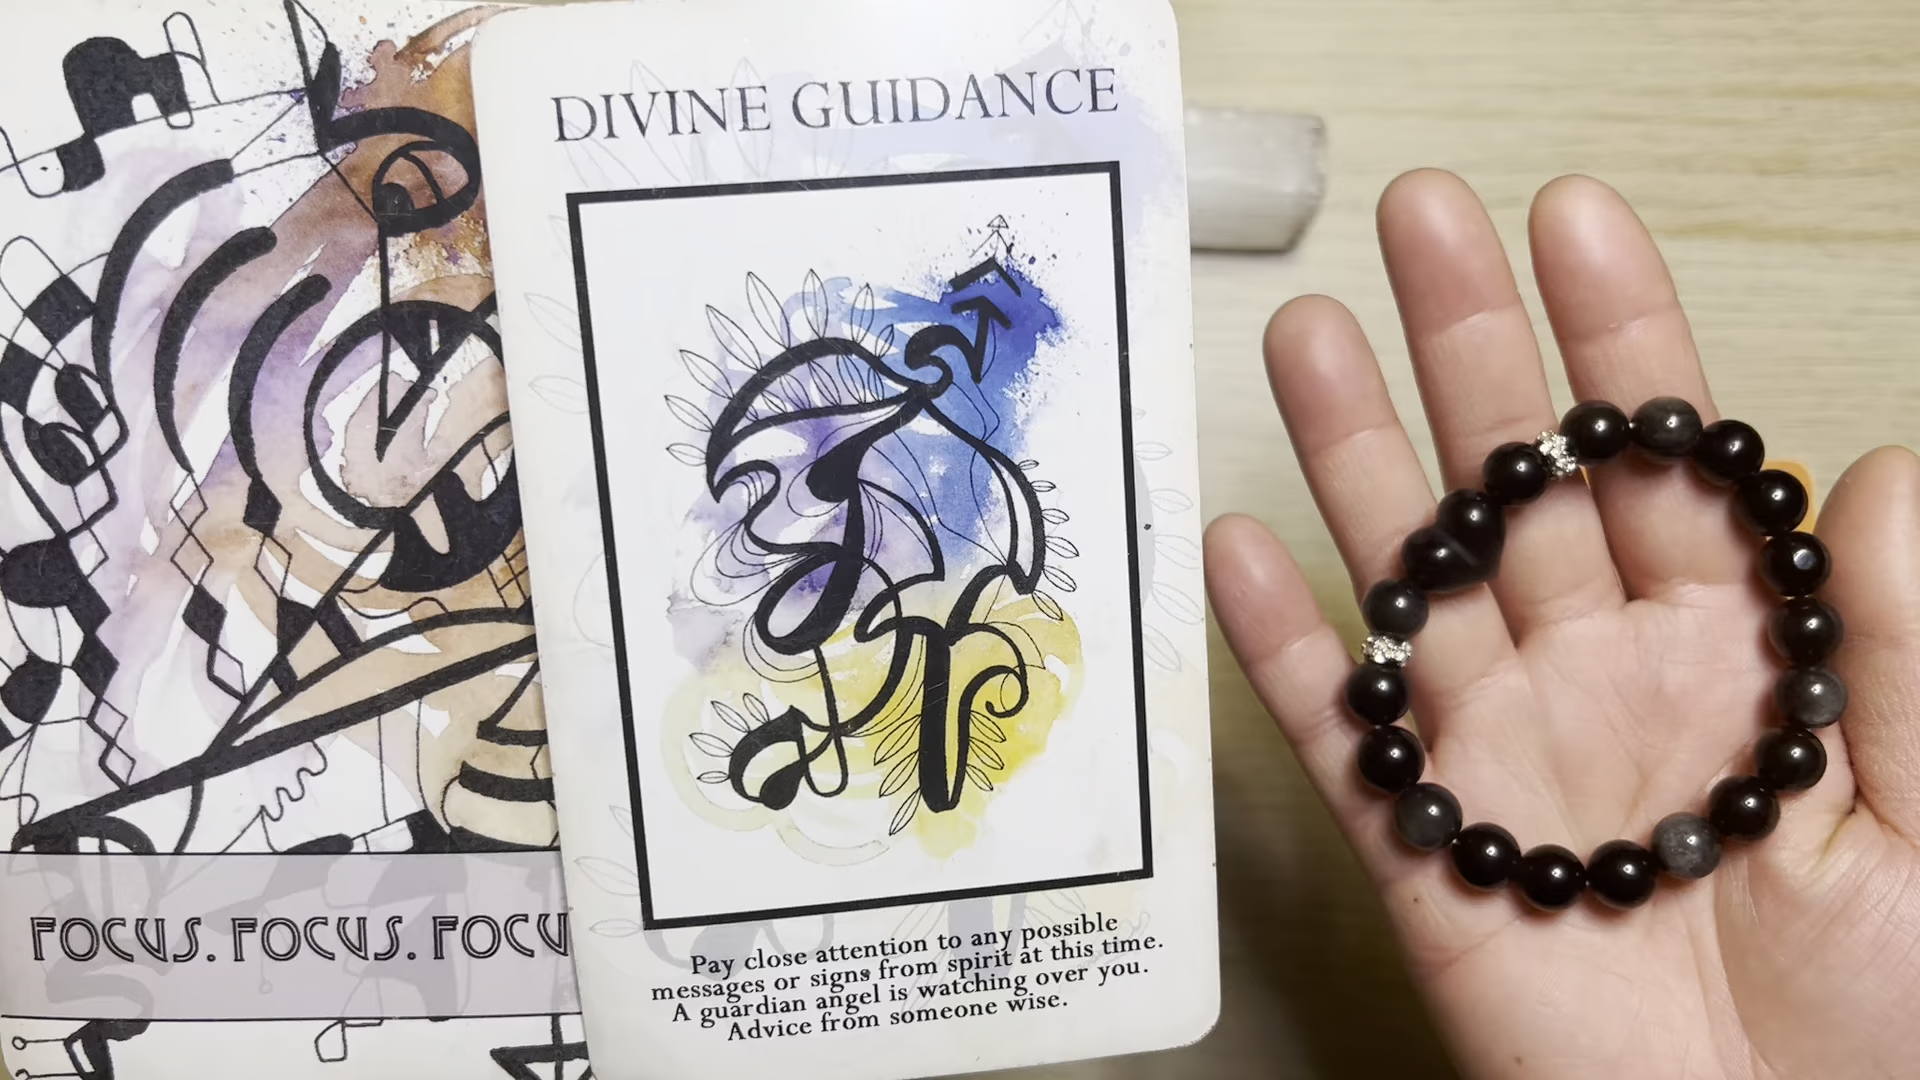 DIVINE GUIDANCE
FOCUS. FOCUS. FOCU
Pay close attention to any possible
messages or signs from spirit at this time.
A guardian angel is watching over you.
Advice from someone wise.